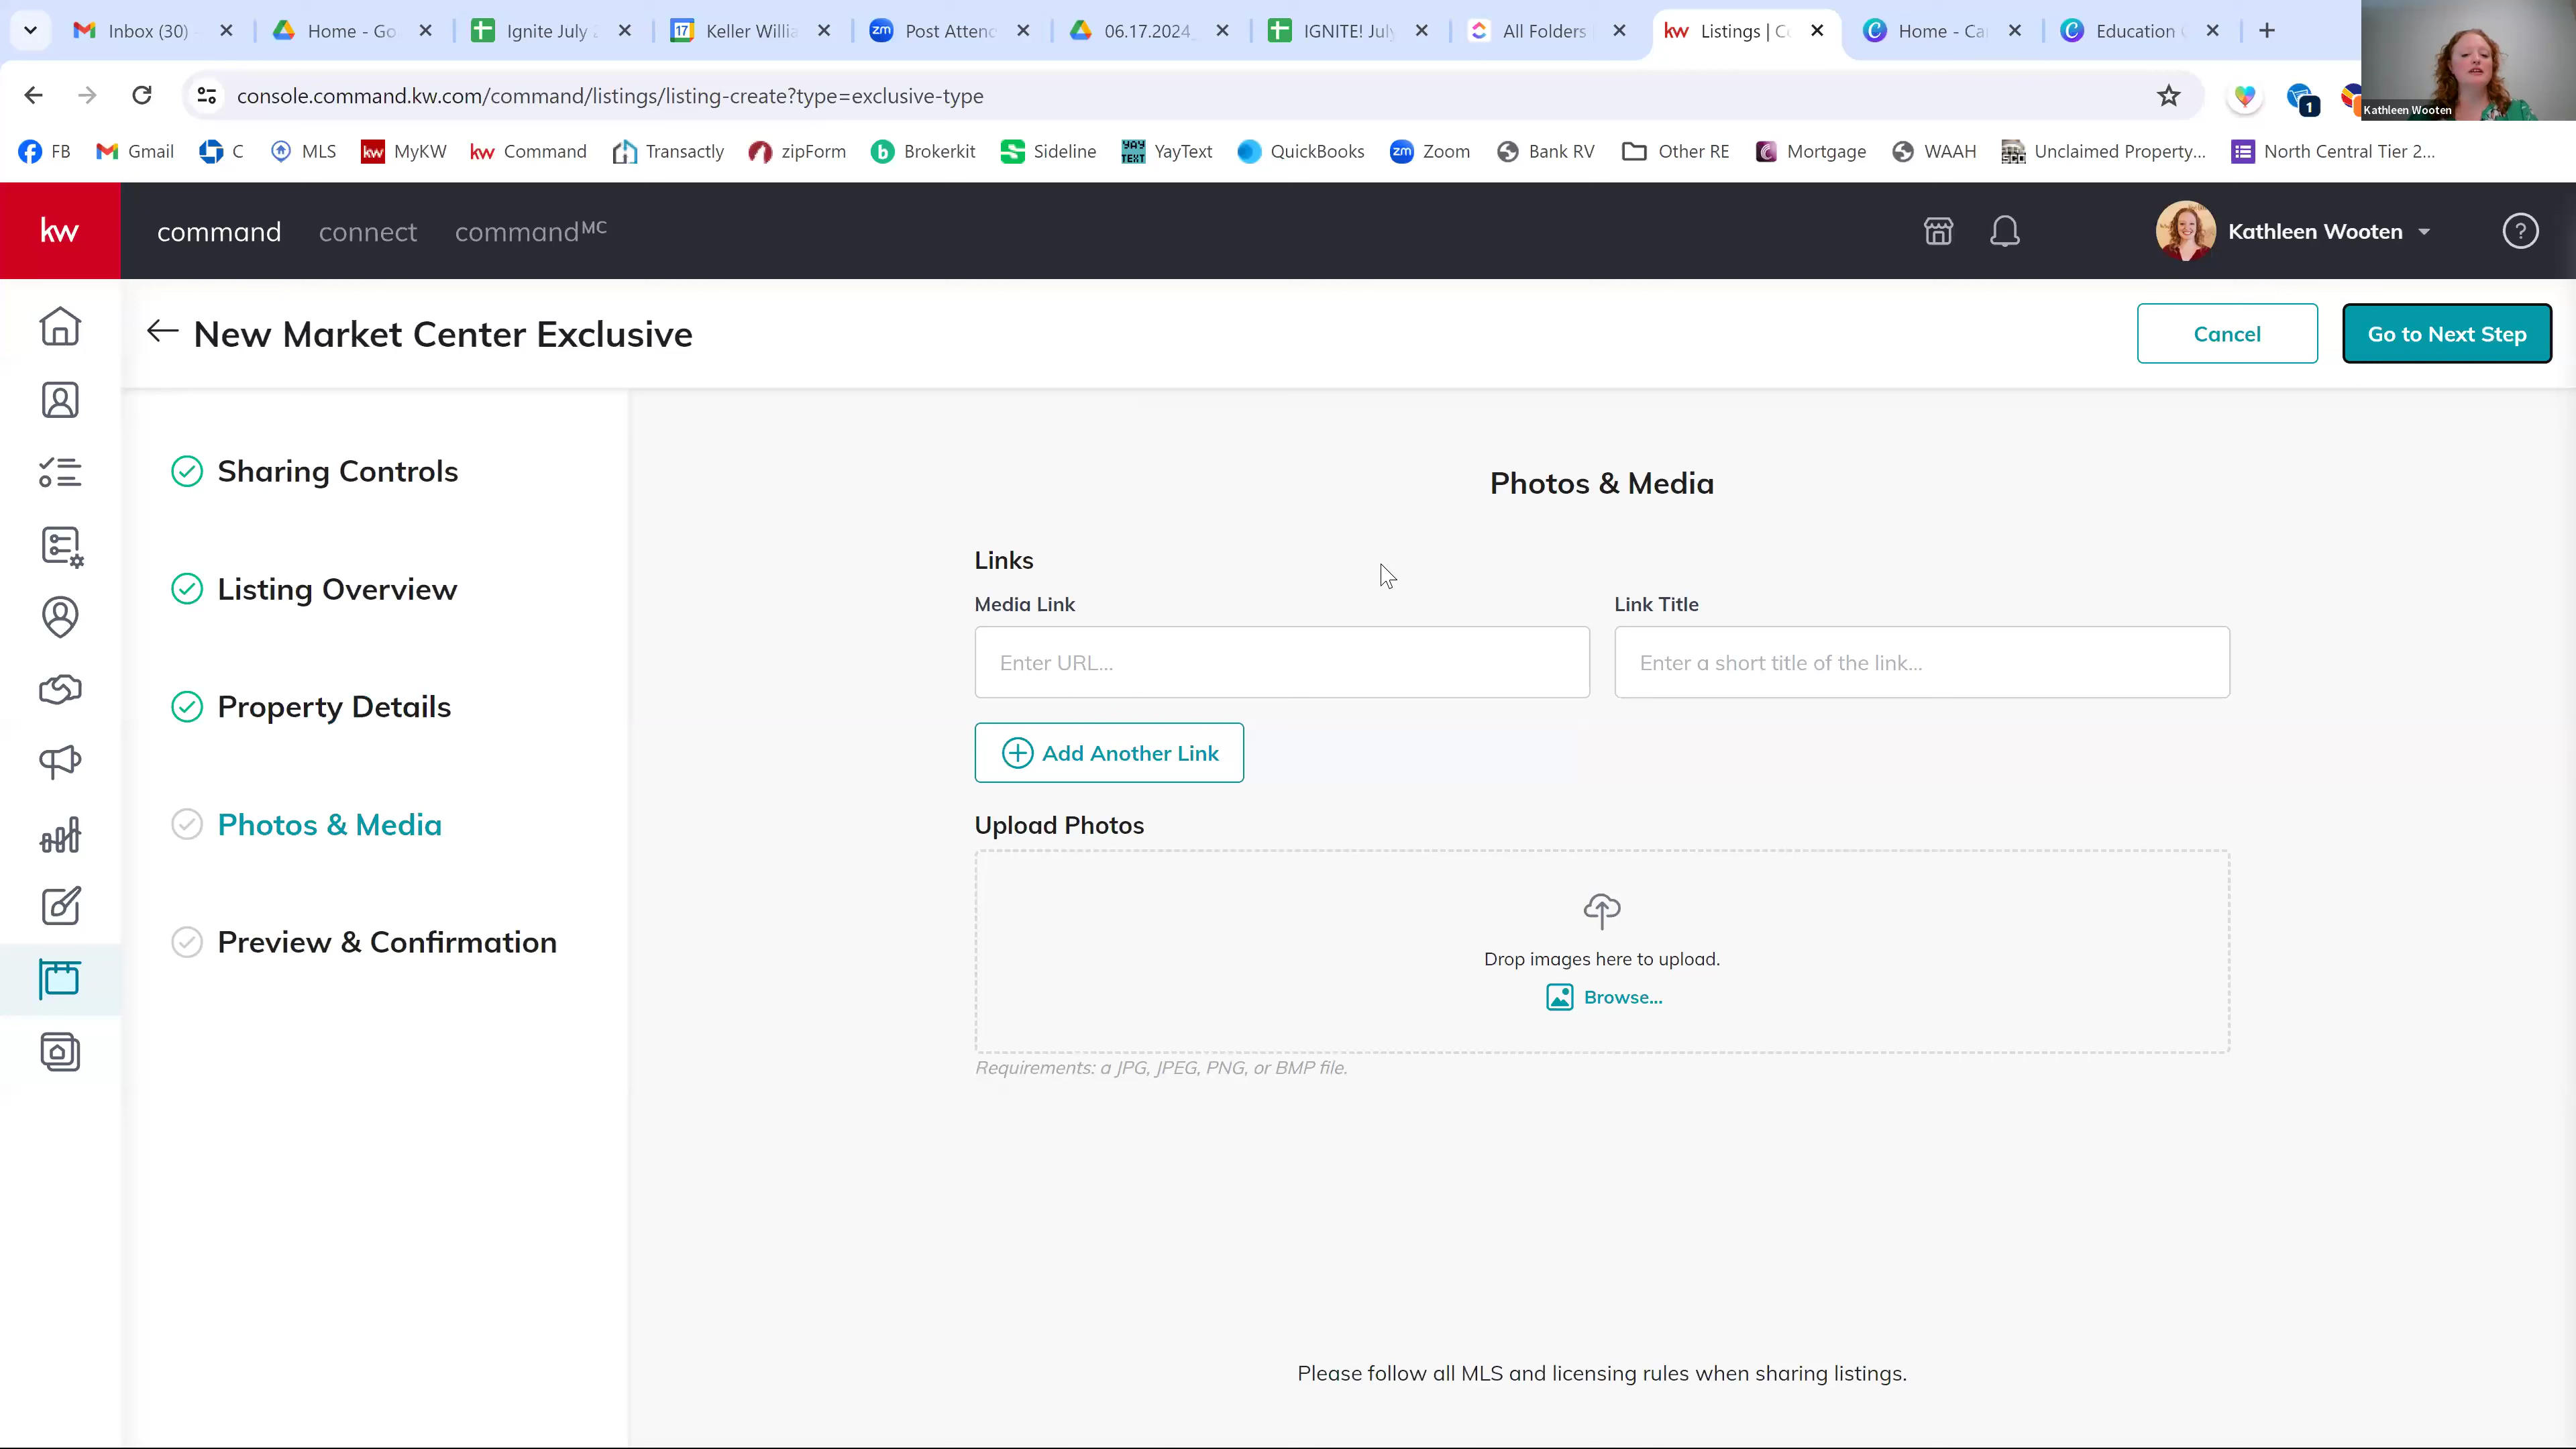 Inbox (30)
Home - Go
Ignite July 2
Keller Willia
Post Attend
06.17.2024_
IGNITE! July
All Folders
Listings | Co
Home - Ca
Education
console.command.kw.com/command/listings/listing-create?type=exclusive-type
1
Kathleen Wooten
FB
Gmail
C
MLS
MyKW
Command
Transactly
zipForm
Brokerkit
Sideline
YayText
QuickBooks
Zoom
Bank RV
Other RE
Mortgage
WAAH
Unclaimed Property...
North Central Tier 2...
kw
command
connect
commandMC
Kathleen Wooten
New Market Center Exclusive
Cancel
Go to Next Step
Sharing Controls
Listing Overview
Property Details
Photos & Media
Preview & Confirmation
Photos & Media
Links
Media Link
Link Title
Enter URL...
Enter a short title of the link...
Add Another Link
Upload Photos
Drop images here to upload.
Browse...
Requirements: a JPG, JPEG, PNG, or BMP file.
Please follow all MLS and licensing rules when sharing listings.